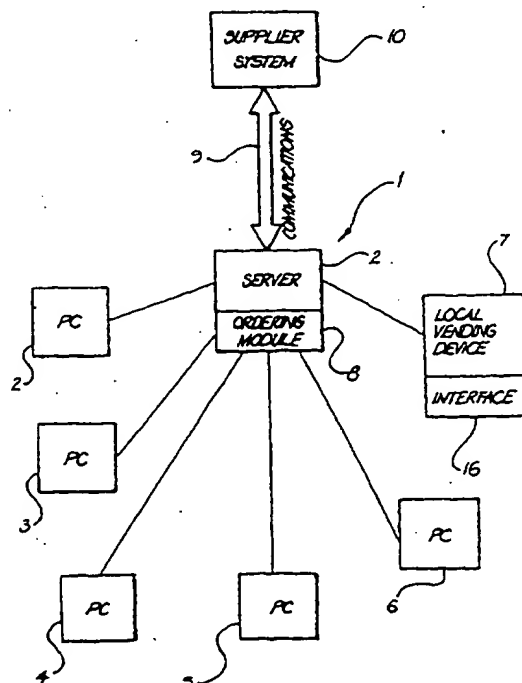 SUPPLIER
SYSTEM
10
9
COMMUNICATIONS
1
2
7
SERVER
PC
ORDERING
MODULE
LOCAL
VENDING
DEVICE
2
8
INTERFACE
PC
16
3
PC
6
PC
PC
4
5